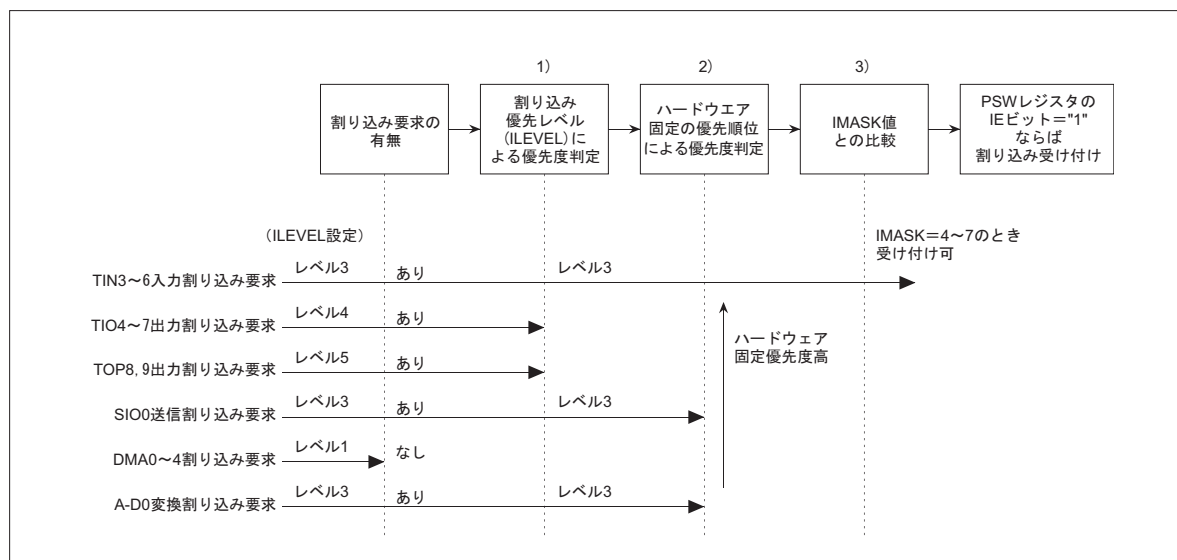 1)
2)
3)
割り込み要求の
有無
割り込み
優先レベル
(ILEVEL)に
よる優先度判定
ハードウエア
固定の優先順位
による優先度判定
IMASK値
との比較
PSWレジスタの
IEビット="1"
ならば
割り込み受け付け
(ILEVEL設定)
IMASK=4〜7のとき
受け付け可
TIN3〜6入力割り込み要求
レベル3
あり
レベル3
TIO4〜7出力割り込み要求
レベル4
あり
ハードウェア
固定優先度高
TOP8, 9出力割り込み要求
レベル5
あり
SIO0送信割り込み要求
レベル3
あり
レベル3
DMA0〜4割り込み要求
レベル1
なし
A-D0変換割り込み要求
レベル3
あり
レベル3